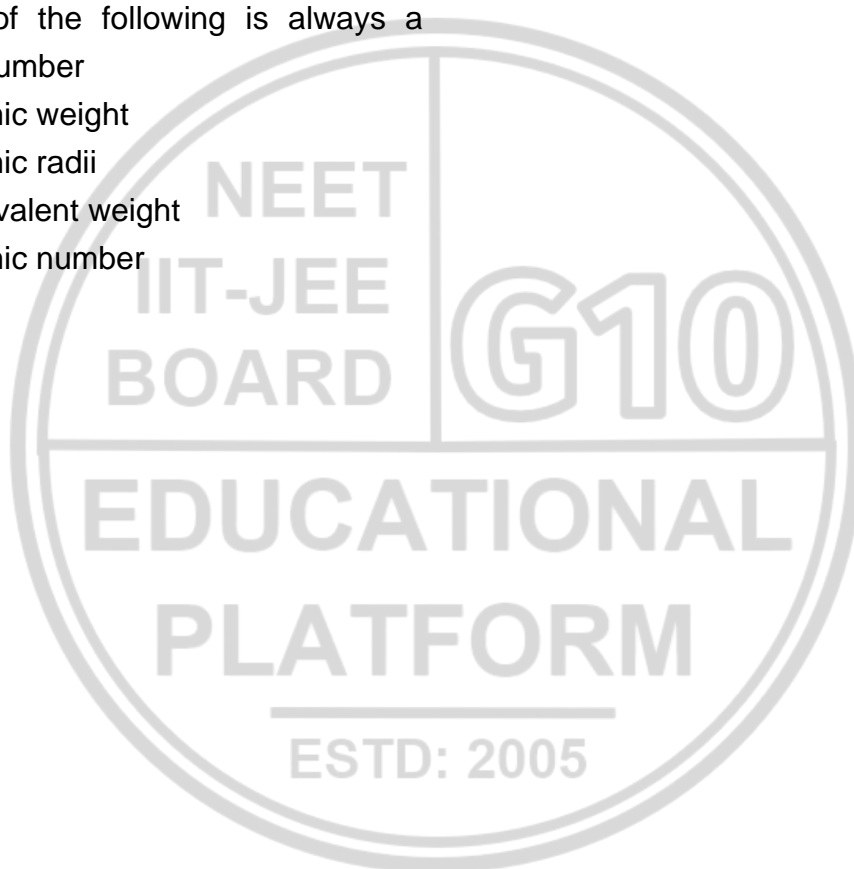 of the following is always a
umber
nic weight
nic radii
valent weight
nic number
NEET
IIT-JEE
BOARD
G10
EDUCATIONAL
PLATFORM
ESTD: 2005